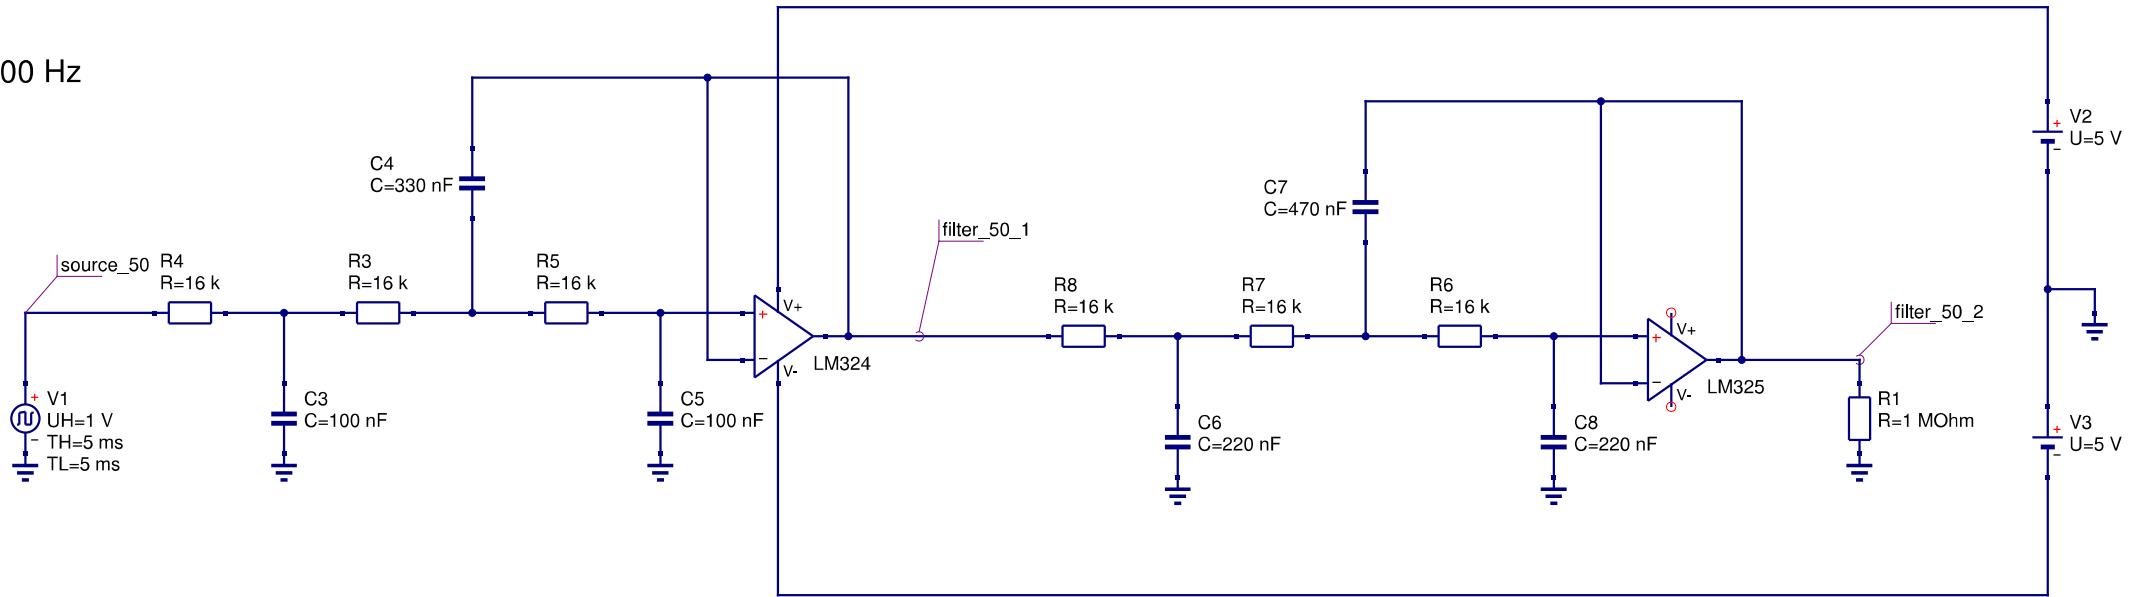 00 Hz
C4
C=330 nF
source_50
R4
R=16 k
R3
R=16 k
R5
R=16 k
+
−
V+
V-
LM324
V1
UH=1 V
TH=5 ms
TL=5 ms
+
−
C3
C=100 nF
C5
C=100 nF
filter_50_1
C7
C=470 nF
R8
R=16 k
R7
R=16 k
R6
R=16 k
+
−
V+
V-
LM325
C6
C=220 nF
C8
C=220 nF
filter_50_2
R1
R=1 MOhm
V2
U=5 V
+
−
V3
U=5 V
+
−